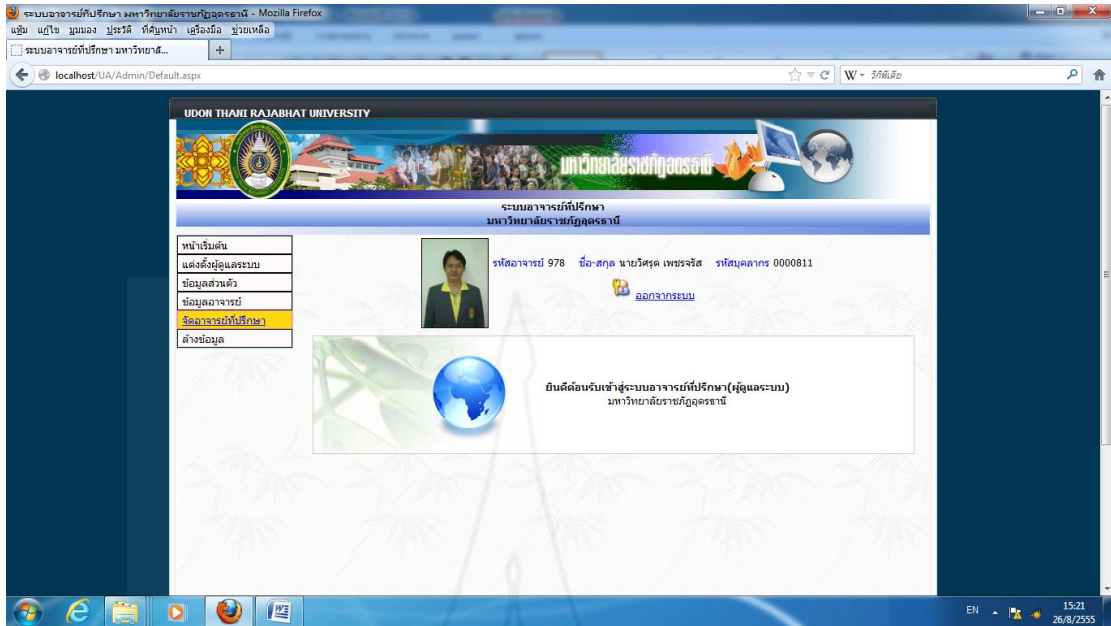 ระบบอาจารย์ที่ปรึกษา มหาวิทยาลัยราชภัฏอุดรธานี - Mozilla Firefox
แฟ้ม แก้ไข มุมมอง ประวัติ ที่คั่นหน้า เครื่องมือ ช่วยเหลือ
ระบบอาจารย์ที่ปรึกษา มหาวิทยาลั...
localhost/UA/Admin/Default.aspx
W วิกิพีเดีย
UDON THANI RAJABHAT UNIVERSITY
มหาวิทยาลัยราชภัฏอุดรธานี
ระบบอาจารย์ที่ปรึกษา
มหาวิทยาลัยราชภัฏอุดรธานี
หน้าเริ่มต้น
แต่งตั้งผู้ดูแลระบบ
ข้อมูลส่วนตัว
ข้อมูลอาจารย์
จัดอาจารย์ที่ปรึกษา
ล้างข้อมูล
รหัสอาจารย์ 978 ชื่อ-สกุล นายวิศรุต เพชรจรัส รหัสบุคลากร 0000811
ออกจากระบบ
ยินดีต้อนรับเข้าสู่ระบบอาจารย์ที่ปรึกษา(ผู้ดูแลระบบ)
มหาวิทยาลัยราชภัฏอุดรธานี
EN
15:21
26/8/2555